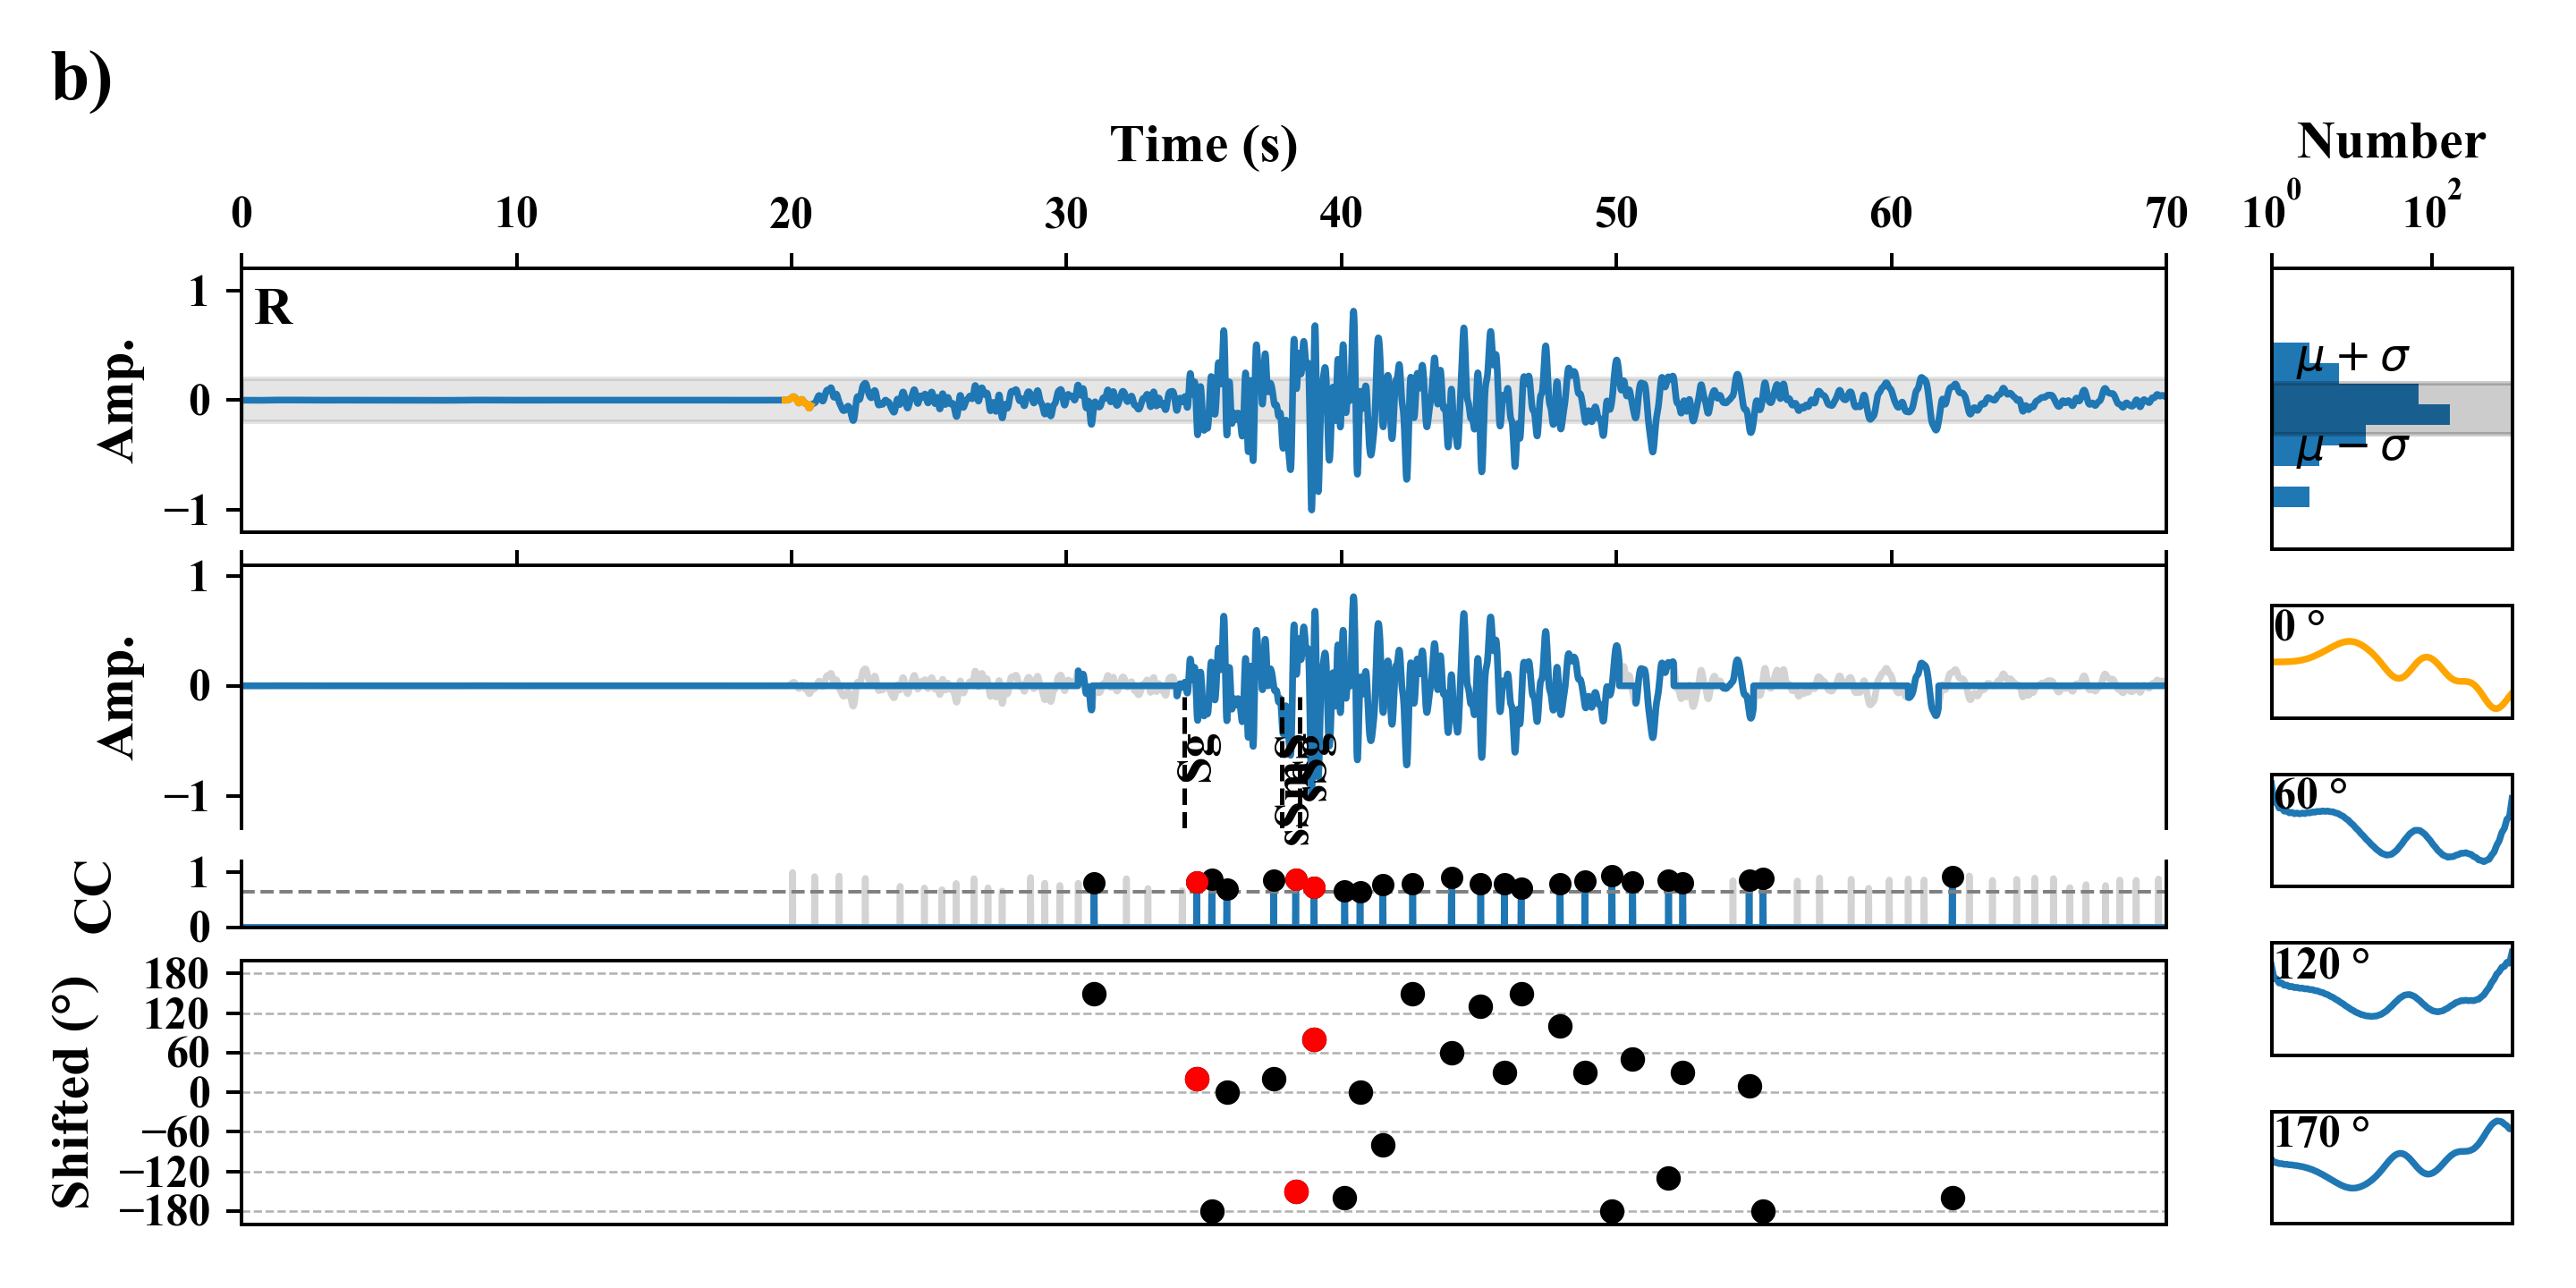 b)
Time (s)
Number
0 10 20 30 40 50 60 70
10^0 10^2
R
Amp.
1
0
−1
μ + σ
μ − σ
Amp.
1
0
−1
Sg
sSg
0 °
60 °
CC
1
0
120 °
Shifted (°)
180
120
60
0
−60
−120
−180
170 °